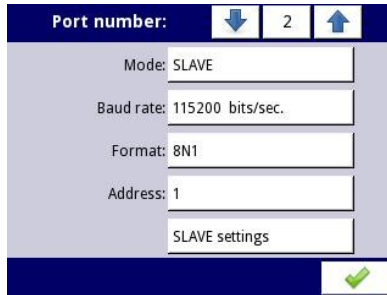 Port number: 2
Mode: SLAVE
Baud rate: 115200 bits/sec.
Format: 8N1
Address: 1
SLAVE settings